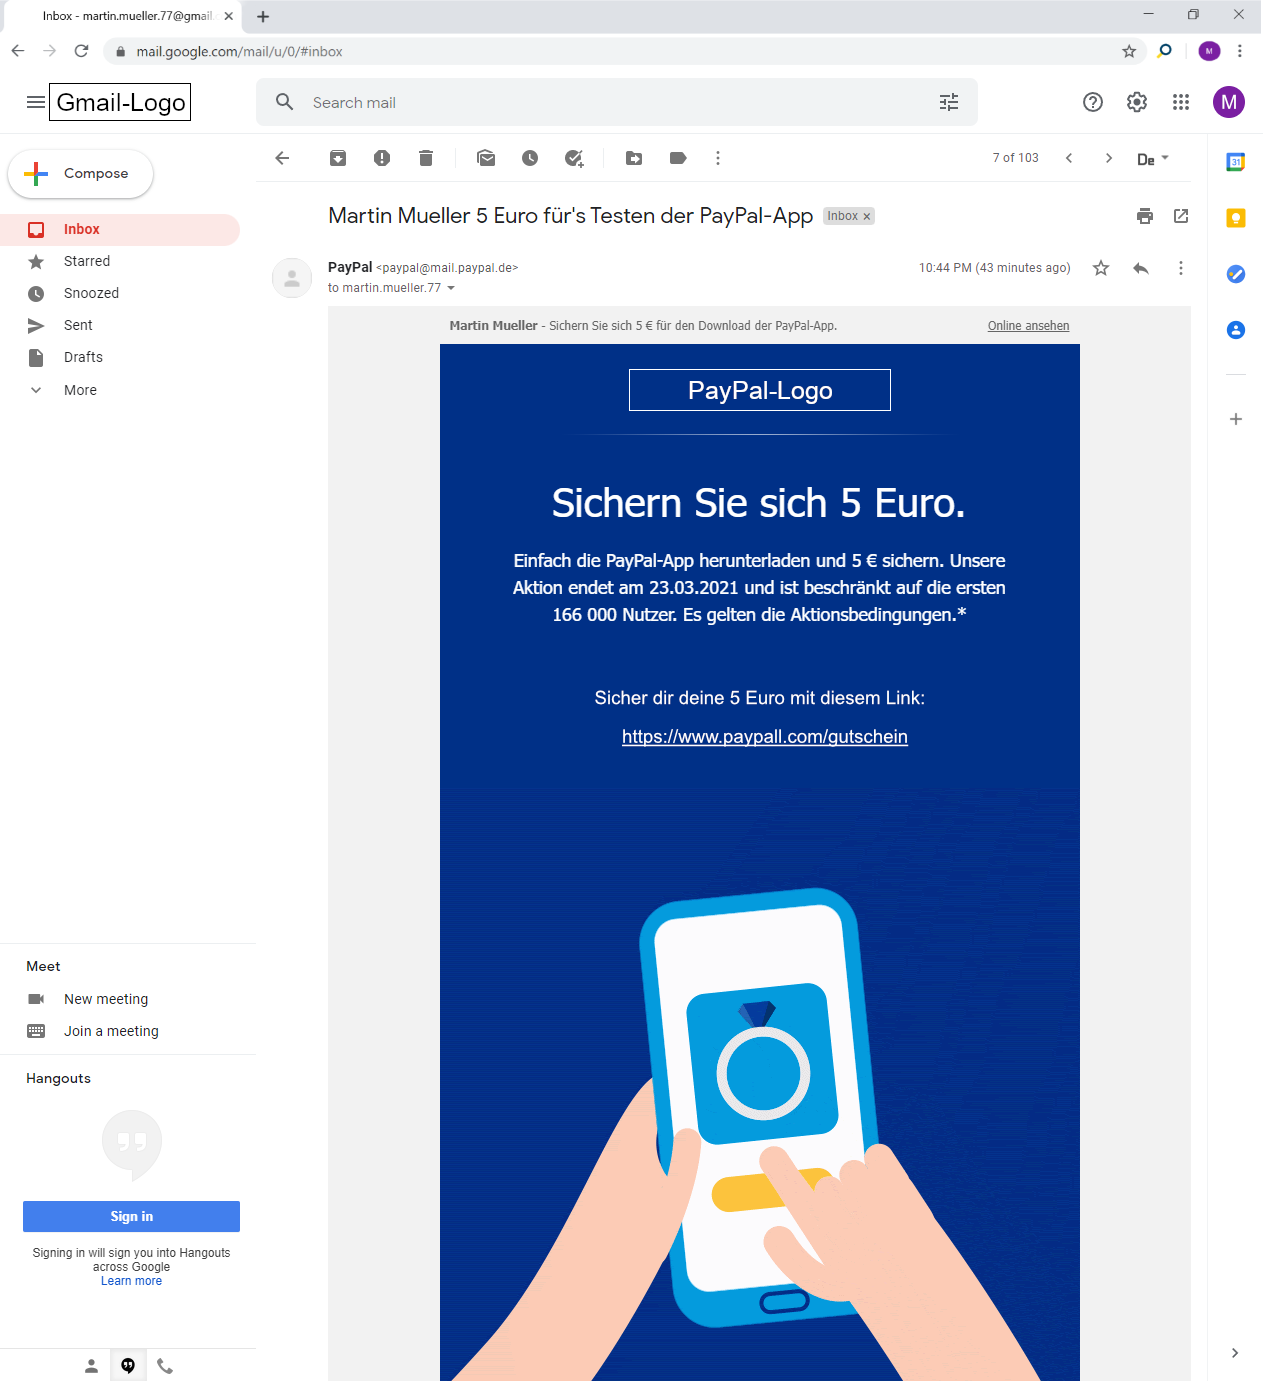 Inbox - martin.mueller.77@gmail.
mail.google.com/mail/u/0/#inbox
M
Gmail-Logo
Search mail
M
Compose
7 of 103
De
31
Martin Mueller 5 Euro für's Testen der PayPal-App
Inbox x
Inbox
Starred
Snoozed
Sent
Drafts
More
PayPal <paypal@mail.paypal.de>
10:44 PM (43 minutes ago)
to martin.mueller.77
Martin Mueller - Sichern Sie sich 5 € für den Download der PayPal-App.
Online ansehen
PayPal-Logo
Sichern Sie sich 5 Euro.
Einfach die PayPal-App herunterladen und 5 € sichern. Unsere
Aktion endet am 23.03.2021 und ist beschränkt auf die ersten
166 000 Nutzer. Es gelten die Aktionsbedingungen.*
Sicher dir deine 5 Euro mit diesem Link:
https://www.paypall.com/gutschein
Meet
New meeting
Join a meeting
Hangouts
Sign in
Signing in will sign you into Hangouts
across Google
Learn more